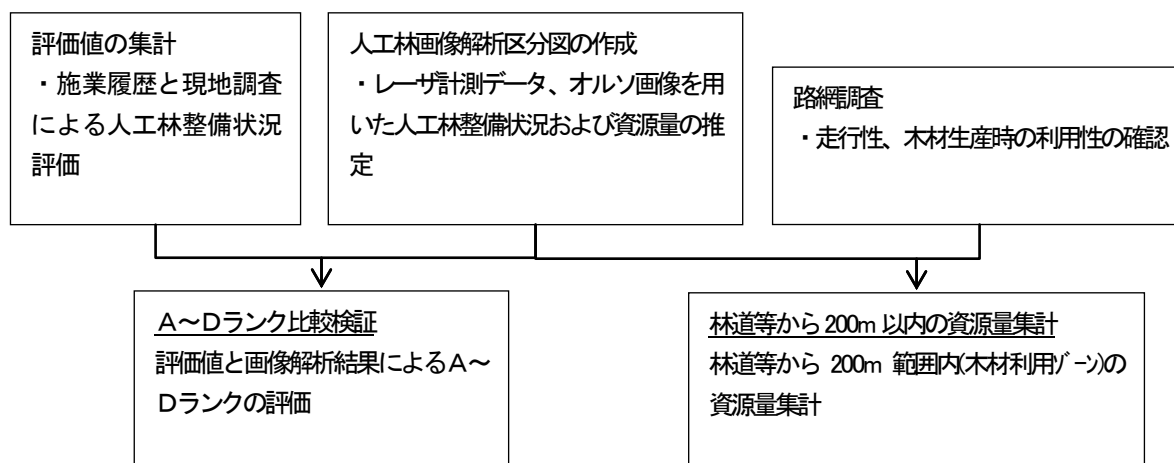 評価値の集計
・施業履歴と現地調査
による人工林整備状況
評価
人工林画像解析区分図の作成
・レーザ計測データ、オルソ画像を用
いた人工林整備状況および資源量の推
定
路網調査
・走行性、木材生産時の利用性の確認
A～Dランク比較検証
評価値と画像解析結果によるA～
Dランクの評価
林道等から200m以内の資源量集計
林道等から 200m 範囲内(木材利用ｿﾞｰﾝ)の
資源量集計